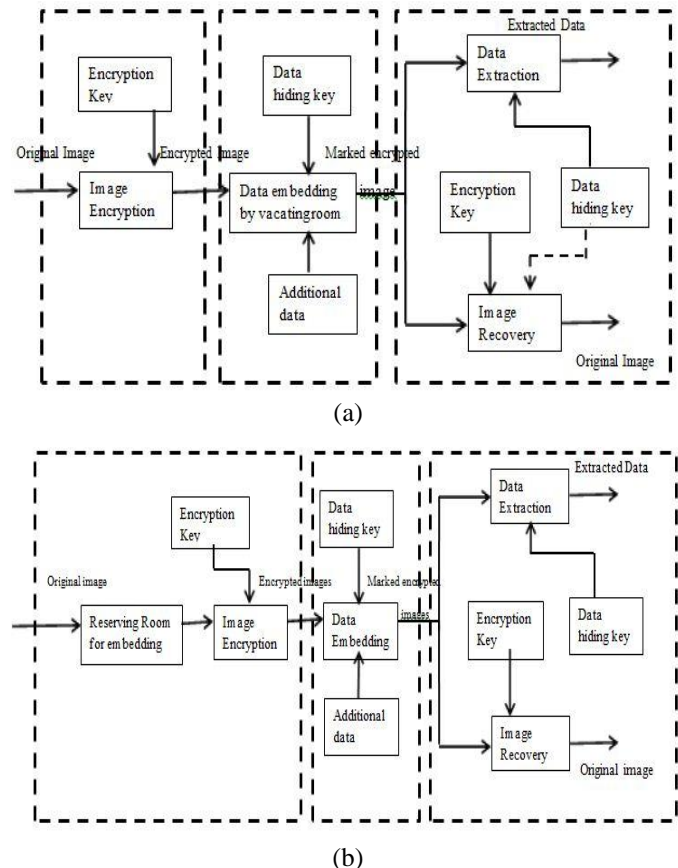 Extracted Data
Encryption
Kev
Data
hiding key
Data
Extraction
Original Image
Encrypted Image
Marked encrypted
Image
Encryption
Data embedding
by vacatingroom
image
Encryption
Key
Data
hiding key
Additional
data
Image
Recovery
Original Image
(a)
Extracted Data
Encryption
Key
Data
hiding key
Data
Extraction
Original image
Encrypted images
Marked encrypted
Reserving Room
for embedding
Image
Encryption
Data
Embedding
images
Encryption
Key
Data
hiding key
Additional
data
Image
Recovery
Original image
(b)